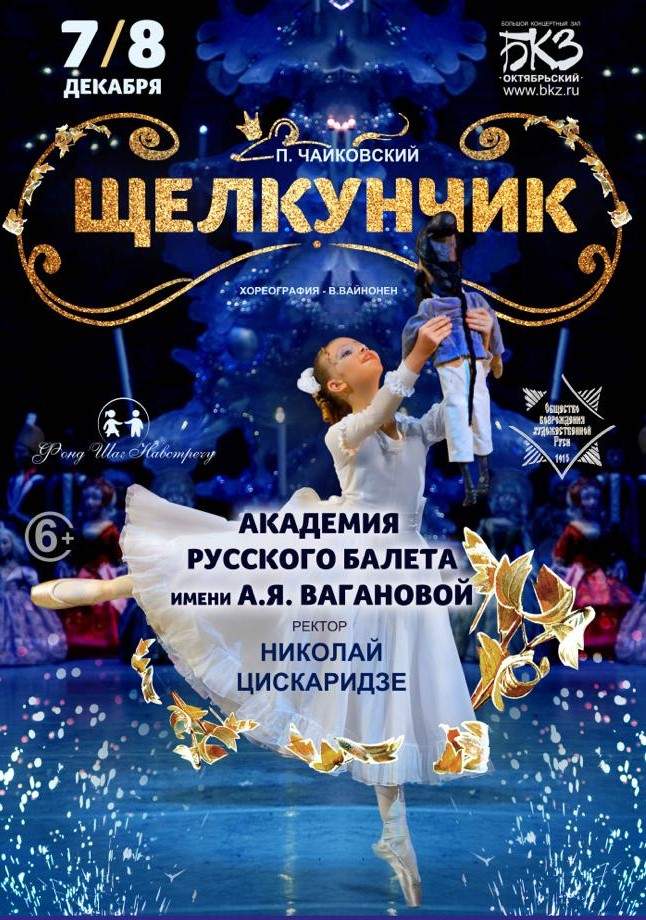 7/8
ДЕКАБРЯ
БОЛЬШОЙ КОНЦЕРТНЫЙ ЗАЛ
БКЗ
·ОКТЯБРЬСКИЙ·
www.bkz.ru
П. ЧАЙКОВСКИЙ
ЩЕЛКУНЧИК
ХОРЕОГРАФИЯ - В.ВАЙНОНЕН
Фонд Шаг Навстречу
Общество
возрождения
художественной
Руси
1915
6+
АКАДЕМИЯ
РУССКОГО БАЛЕТА
ИМЕНИ А.Я. ВАГАНОВОЙ
РЕКТОР
НИКОЛАЙ
ЦИСКАРИДЗЕ